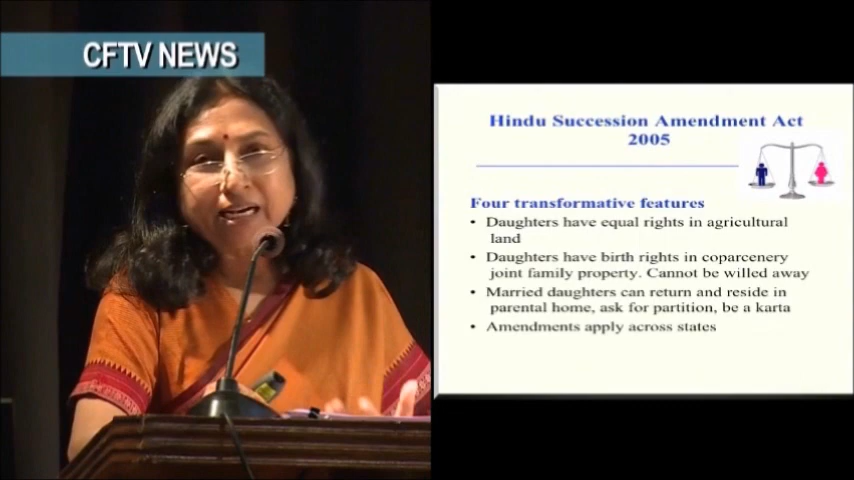 CFTV NEWS
Hindu Succession Amendment Act
2005
Four transformative features
• Daughters have equal rights in agricultural
land
• Daughters have birth rights in coparcenery
joint family property. Cannot be willed away
• Married daughters can return and reside in
parental home, ask for partition, be a karta
• Amendments apply across states